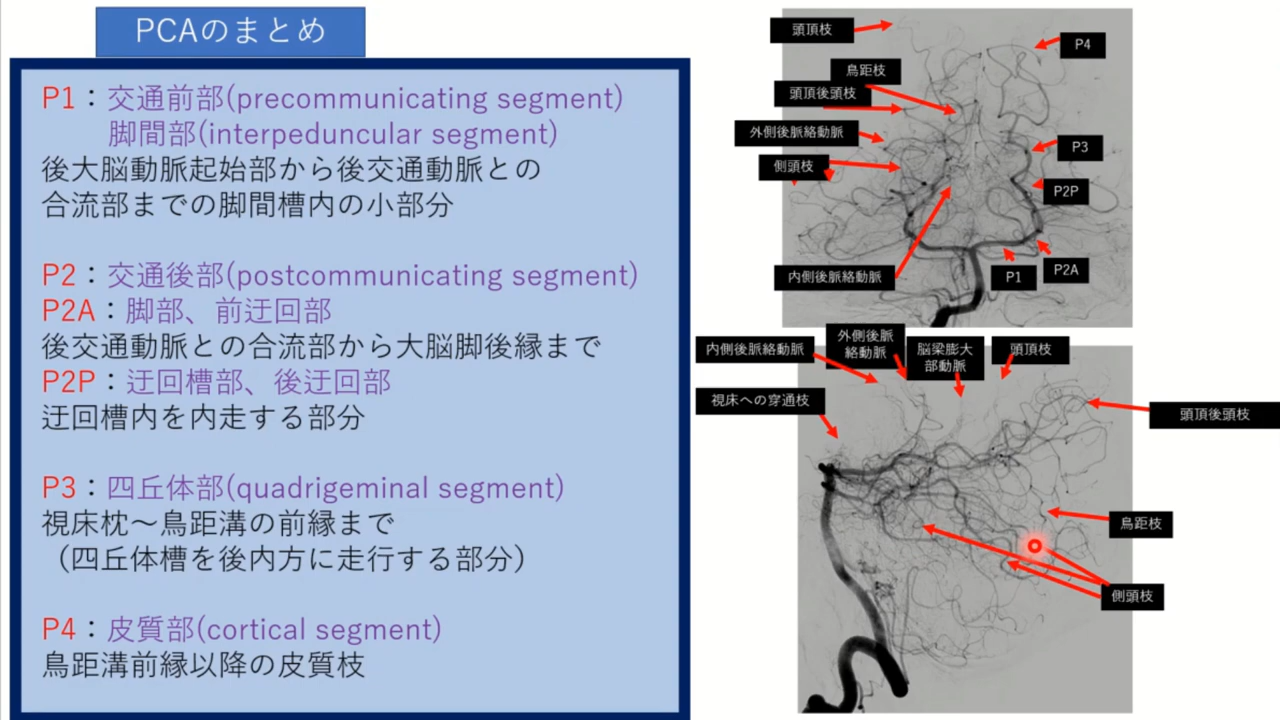 PCAのまとめ
P1：交通前部(precommunicating segment)
脚間部(interpeduncular segment)
後大脳動脈起始部から後交通動脈との
合流部までの脚間槽内の小部分
P2：交通後部(postcommunicating segment)
P2A：脚部、前迂回部
後交通動脈との合流部から大脳脚後縁まで
P2P：迂回槽部、後迂回部
迂回槽内を内走する部分
P3：四丘体部(quadrigeminal segment)
視床枕～鳥距溝の前縁まで
（四丘体槽を後内方に走行する部分）
P4：皮質部(cortical segment)
鳥距溝前縁以降の皮質枝
頭頂枝
P4
鳥距枝
頭頂後頭枝
外側後脈絡動脈
P3
側頭枝
P2P
内側後脈絡動脈
P1
P2A
内側後脈絡動脈
外側後脈
絡動脈
脳梁膨大
部動脈
頭頂枝
視床への穿通枝
頭頂後頭枝
鳥距枝
側頭枝